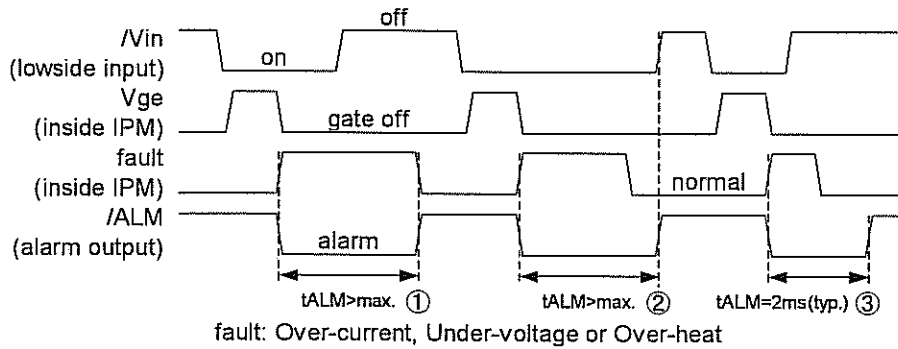 off
/Vin
(lowside input)
on
Vge
(inside IPM)
gate off
fault
(inside IPM)
normal
/ALM
(alarm output)
alarm
tALM>max. ①
tALM>max. ②
tALM=2ms(typ.) ③
fault: Over-current, Under-voltage or Over-heat